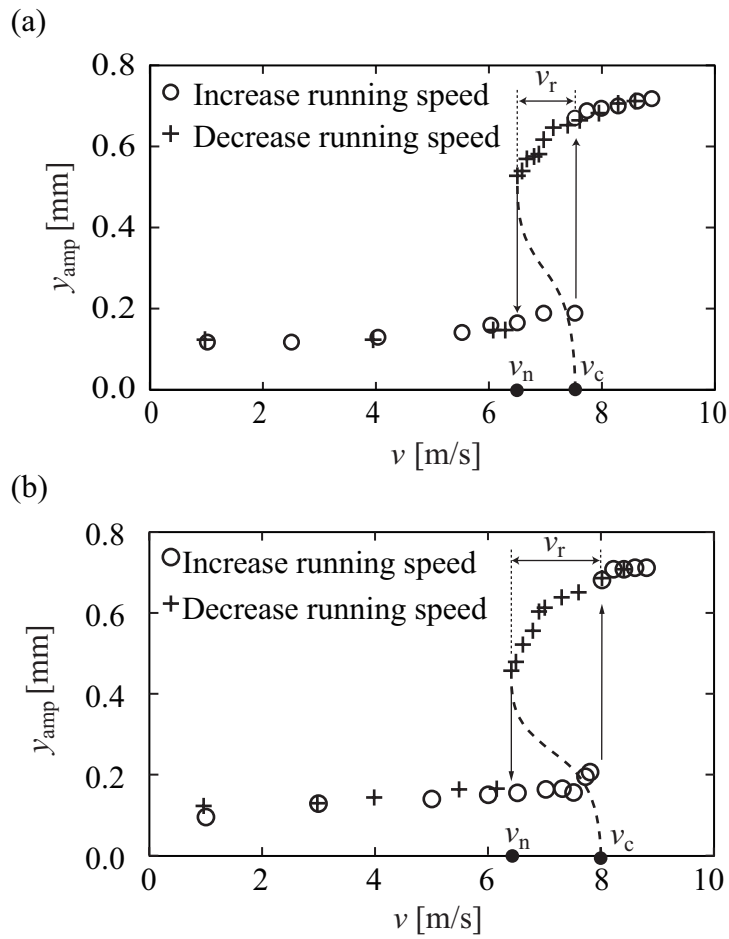 (a)
0.8
v_r
Increase running speed
Decrease running speed
0.6
y_amp [mm]
0.4
0.2
v_n v_c
0.0
0 2 4 6 8 10
v [m/s]
(b)
0.8
v_r
Increase running speed
Decrease running speed
0.6
y_amp [mm]
0.4
0.2
v_n v_c
0.0
0 2 4 6 8 10
v [m/s]